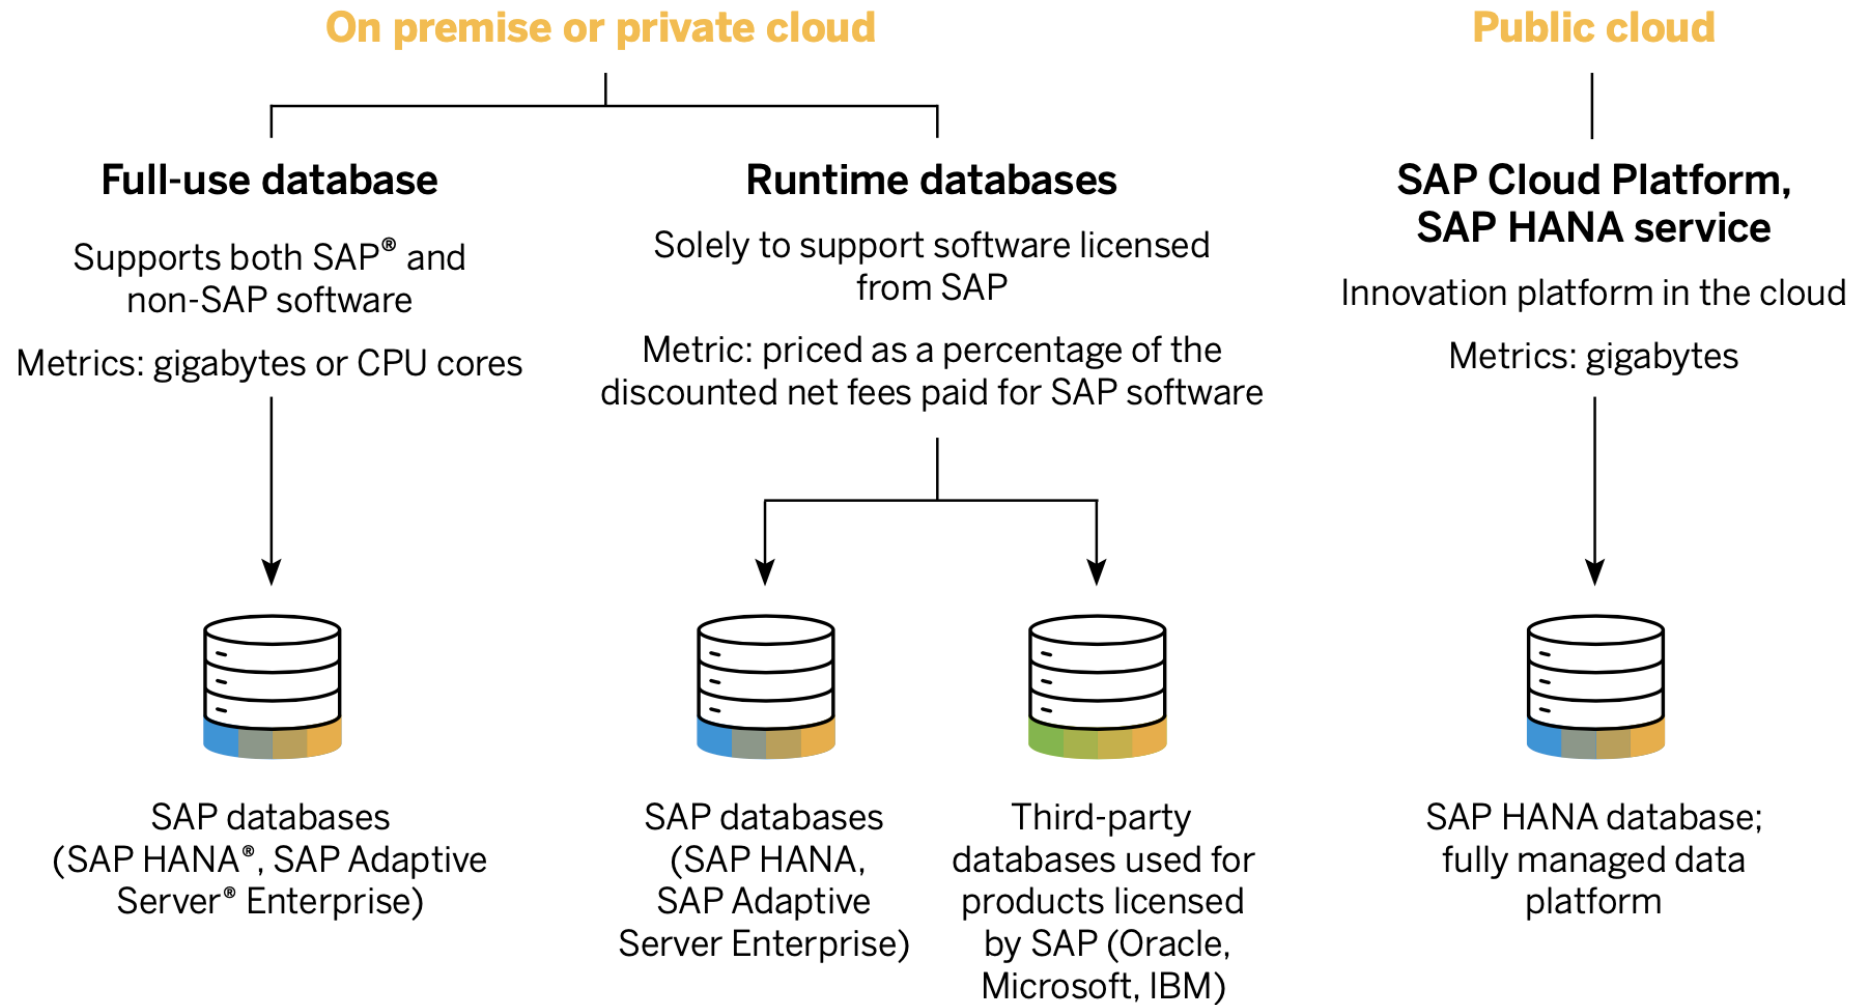 On premise or private cloud
Public cloud
Full-use database
Supports both SAP® and
non-SAP software
Metrics: gigabytes or CPU cores
Runtime databases
Solely to support software licensed
from SAP
Metric: priced as a percentage of the
discounted net fees paid for SAP software
SAP Cloud Platform,
SAP HANA service
Innovation platform in the cloud
Metrics: gigabytes
SAP databases
(SAP HANA®, SAP Adaptive
Server® Enterprise)
SAP databases
(SAP HANA,
SAP Adaptive
Server Enterprise)
Third-party
databases used for
products licensed
by SAP (Oracle,
Microsoft, IBM)
SAP HANA database;
fully managed data
platform